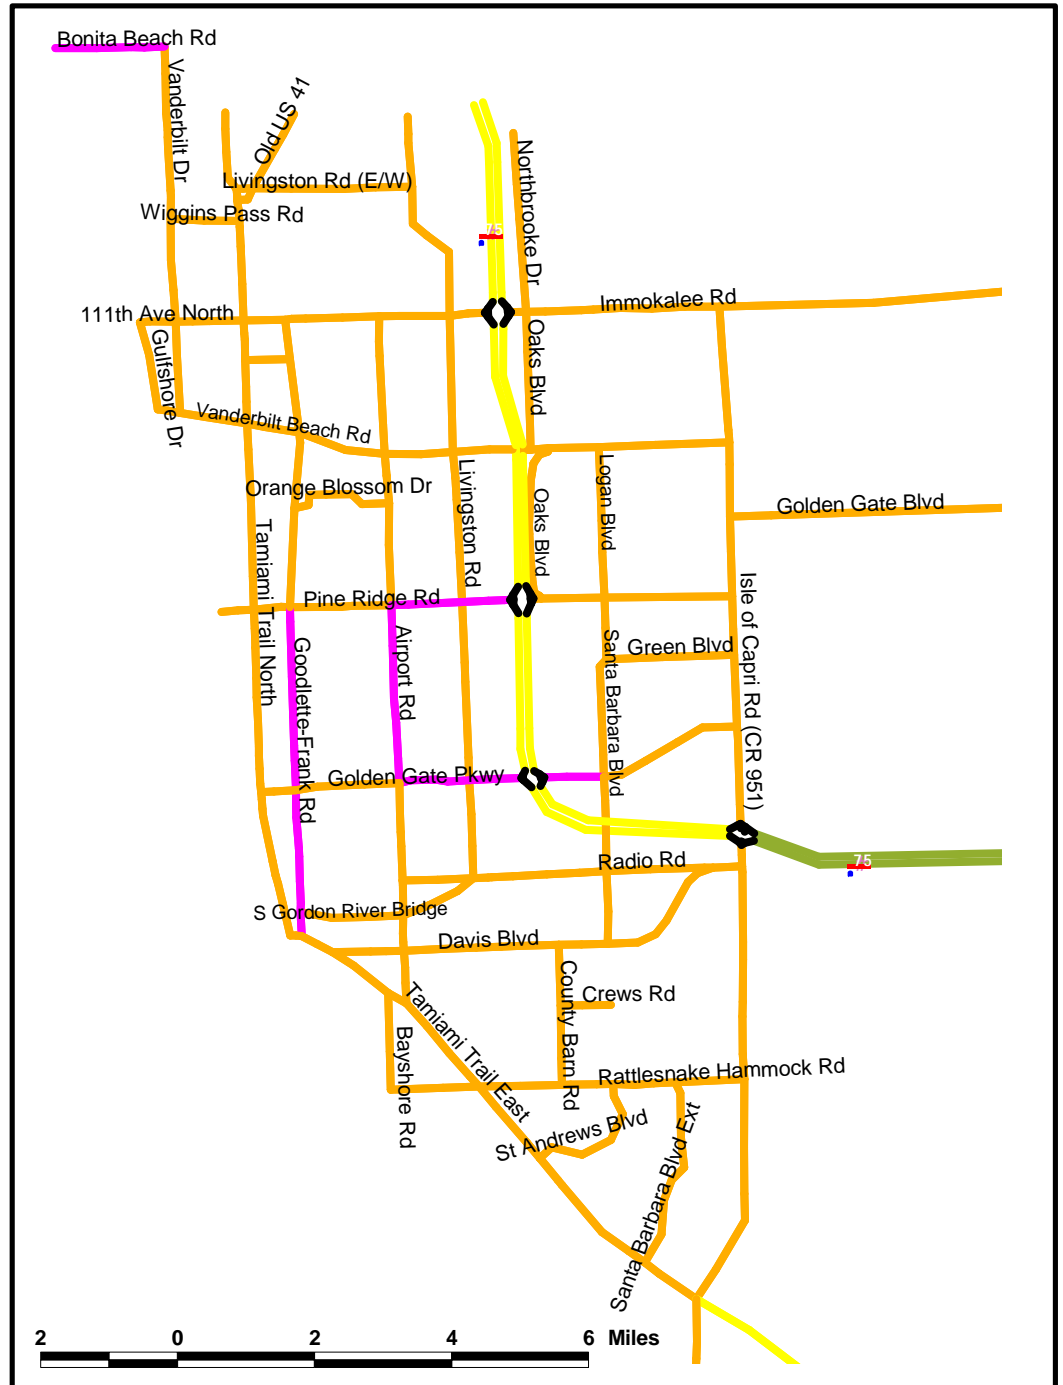 Bonita Beach Rd
Vanderbilt Dr
Old US 41
Livingston Rd (E/W)
Wiggins Pass Rd
Northbrooke Dr
75
111th Ave North
Immokalee Rd
Gulfshore Dr
Oaks Blvd
Vanderbilt Beach Rd
Orange Blossom Dr
Livingston Rd
Oaks Blvd
Logan Blvd
Golden Gate Blvd
Tamiami Trail North
Pine Ridge Rd
Isle of Capri Rd (CR 951)
Goodlette-Frank Rd
Airport Rd
Santa Barbara Blvd
Green Blvd
Golden Gate Pkwy
Radio Rd
75
S Gordon River Bridge
Davis Blvd
County Barn Rd
Crews Rd
Tamiami Trail East
Bayshore Rd
Rattlesnake Hammock Rd
St Andrews Blvd
Santa Barbara Blvd Ext
2 0 2 4 6 Miles